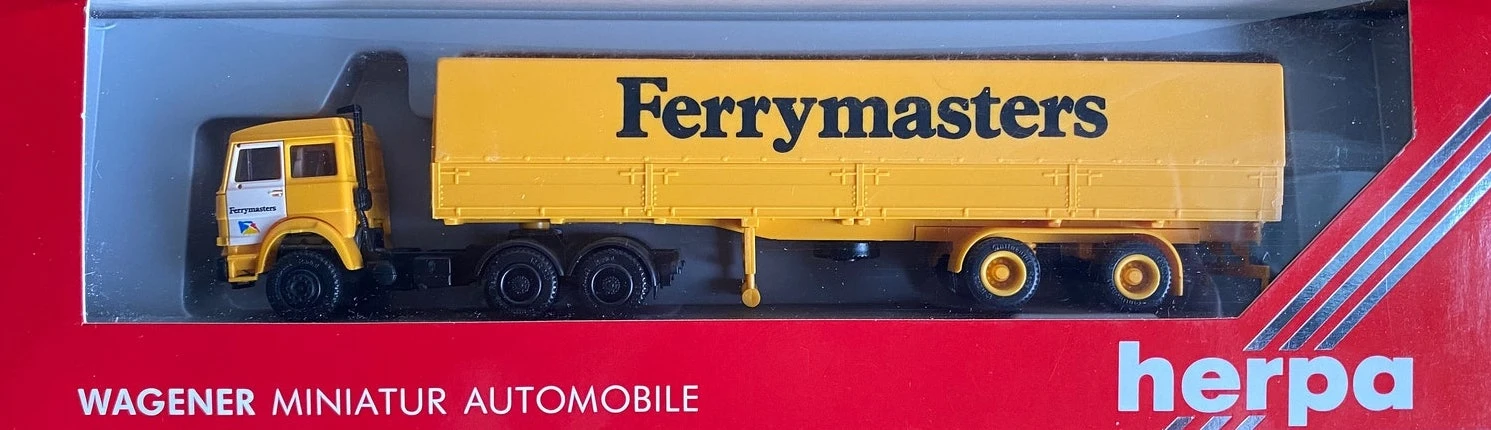 Ferrymasters
Ferrymasters
WAGENER MINIATUR AUTOMOBILE
herpa